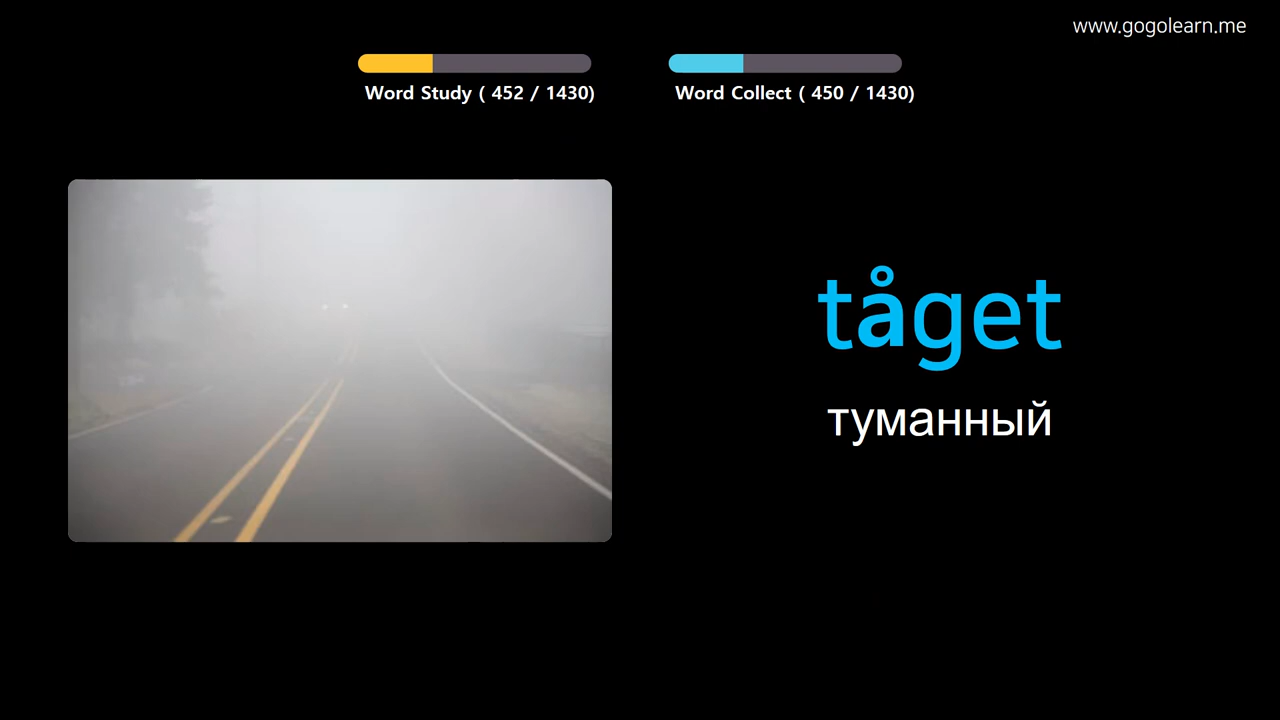 www.gogolearn.me
Word Study ( 452 / 1430)
Word Collect ( 450 / 1430)
tåget
туманный